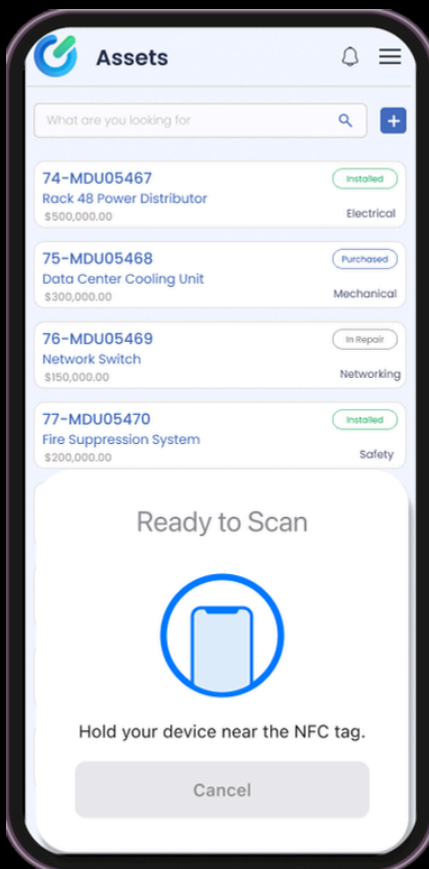 Assets
What are you looking for
+
74-MDU05467
Installed
Rack 48 Power Distributor
$500,000.00
Electrical
75-MDU05468
Purchased
Data Center Cooling Unit
$300,000.00
Mechanical
76-MDU05469
In Repair
Network Switch
$150,000.00
Networking
77-MDU05470
Installed
Fire Suppression System
$200,000.00
Safety
Ready to Scan
Hold your device near the NFC tag.
Cancel